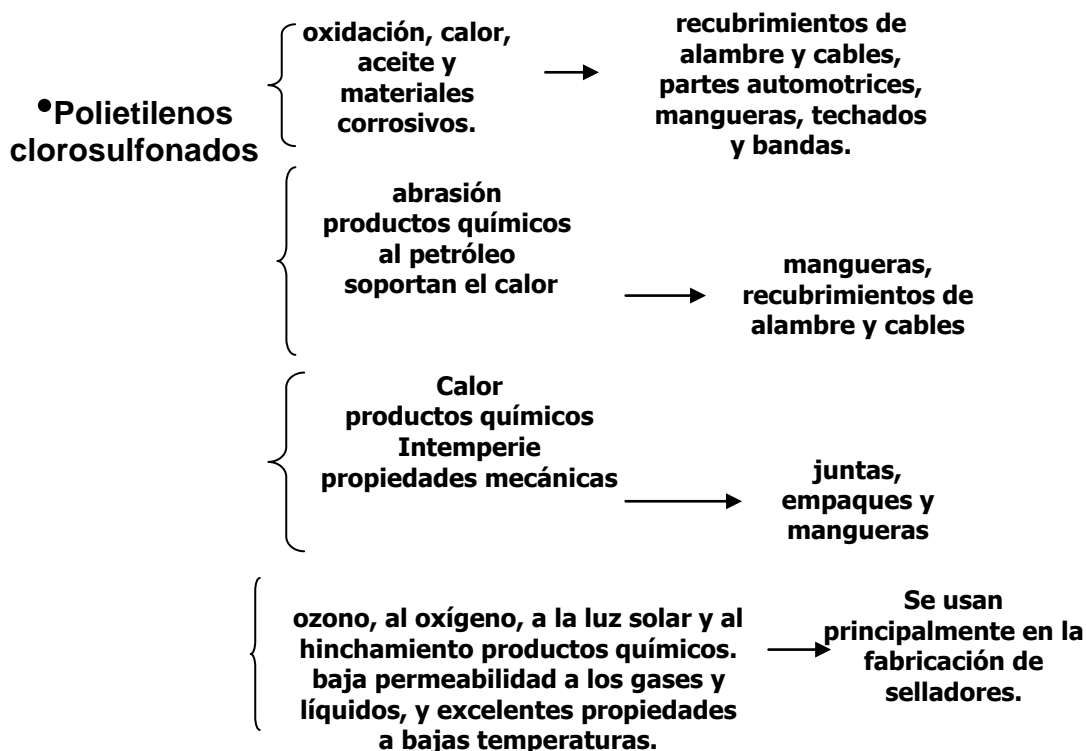 •Polietilenos
clorosulfonados
oxidación, calor,
aceite y
materiales
corrosivos.
recubrimientos de
alambre y cables,
partes automotrices,
mangueras, techados
y bandas.
abrasión
productos químicos
al petróleo
soportan el calor
mangueras,
recubrimientos de
alambre y cables
Calor
productos químicos
Intemperie
propiedades mecánicas
juntas,
empaques y
mangueras
ozono, al oxígeno, a la luz solar y al
hinchamiento productos químicos.
baja permeabilidad a los gases y
líquidos, y excelentes propiedades
a bajas temperaturas.
Se usan
principalmente en la
fabricación de
selladores.